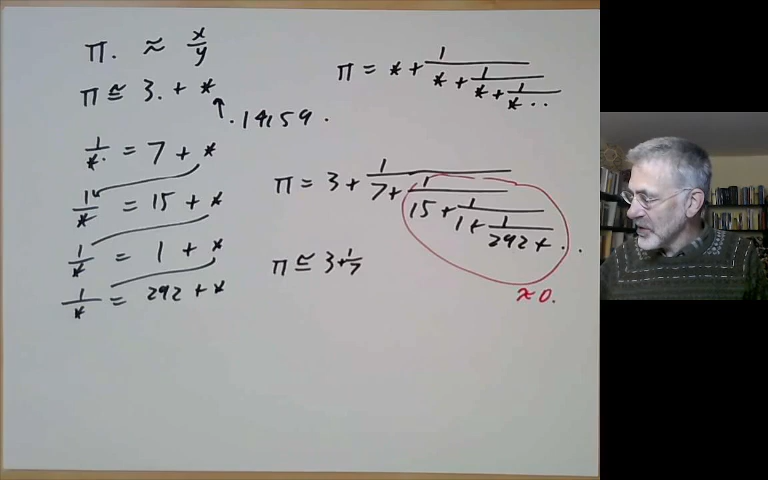 π. ≈ x/y
π ≅ 3. + *
.14159.
1/* = 7 + *
1/* = 15 + *
1/* = 1 + *
1/* = 292 + *
π = * + 1/(* + 1/(* + 1/(* ..
π = 3 + 1/(7 + 1/(15 + 1/(1 + 1/(292 + . .
≈ 0.
π ≅ 3 + 1/7